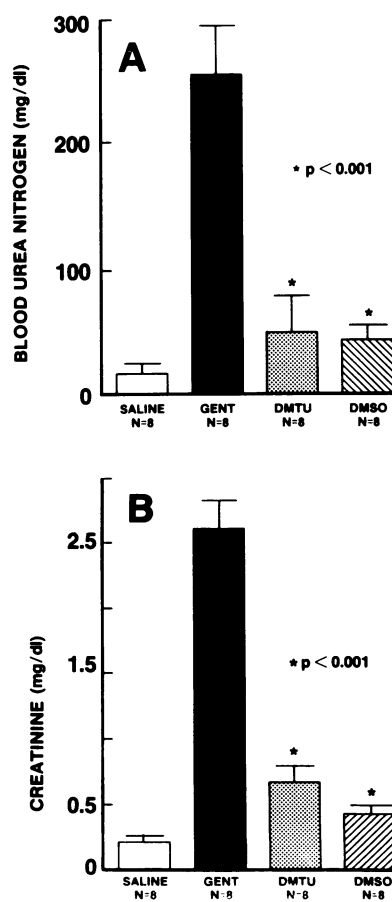 A
BLOOD UREA NITROGEN (mg/dl)
300
200
100
0
* p < 0.001
*
*
SALINE GENT DMTU DMSO
N=8 N=8 N=8 N=8
B
CREATININE (mg/dl)
2.5
1.5
0.5
0
* p < 0.001
*
*
SALINE GENT DMTU DMSO
N=8 N=8 N=8 N=8